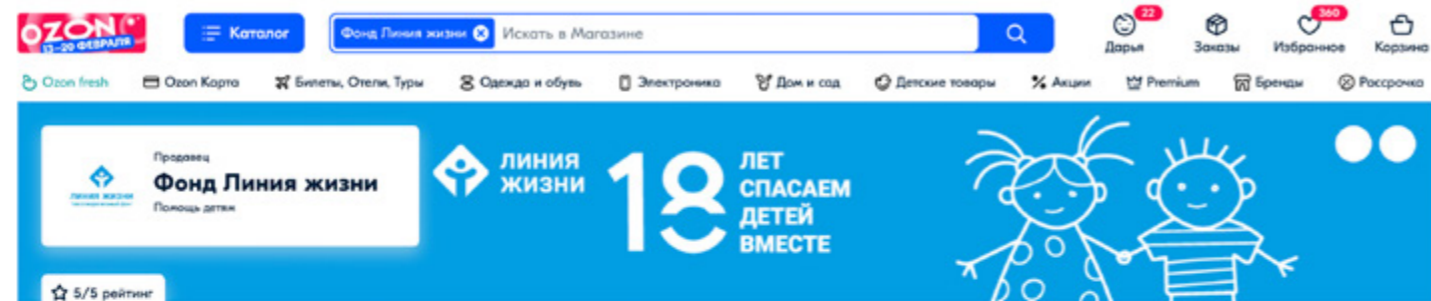 OZON
13–20 ФЕВРАЛЯ
Каталог
Фонд Линия жизни
Искать в Магазине
22
Дарья
Заказы
360
Избранное
Корзина
Ozon fresh
Ozon Карта
Билеты, Отели, Туры
Одежда и обувь
Электроника
Дом и сад
Детские товары
Акции
Premium
Бренды
Рассрочка
ЛИНИЯ ЖИЗНИ
Продавец
Фонд Линия жизни
Помощь детям
ЛИНИЯ
ЖИЗНИ
18
ЛЕТ
СПАСАЕМ
ДЕТЕЙ
ВМЕСТЕ
5/5 рейтинг